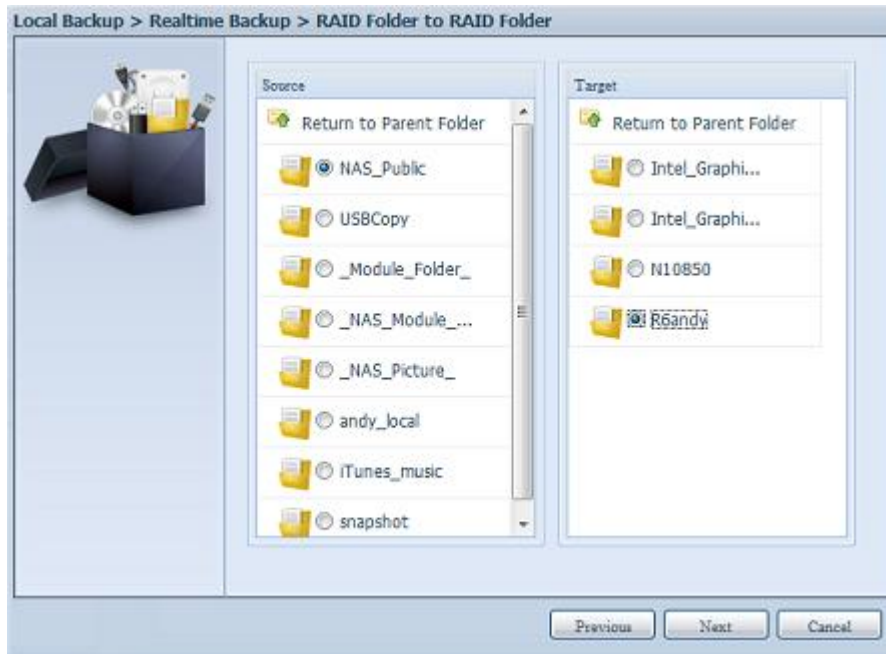 Local Backup > Realtime Backup > RAID Folder to RAID Folder
Source
Return to Parent Folder
NAS_Public
USBCopy
_Module_Folder_
_NAS_Module_...
_NAS_Picture_
andy_local
iTunes_music
snapshot
Target
Return to Parent Folder
Intel_Graphi...
Intel_Graphi...
N10850
R6andy
Previous
Next
Cancel